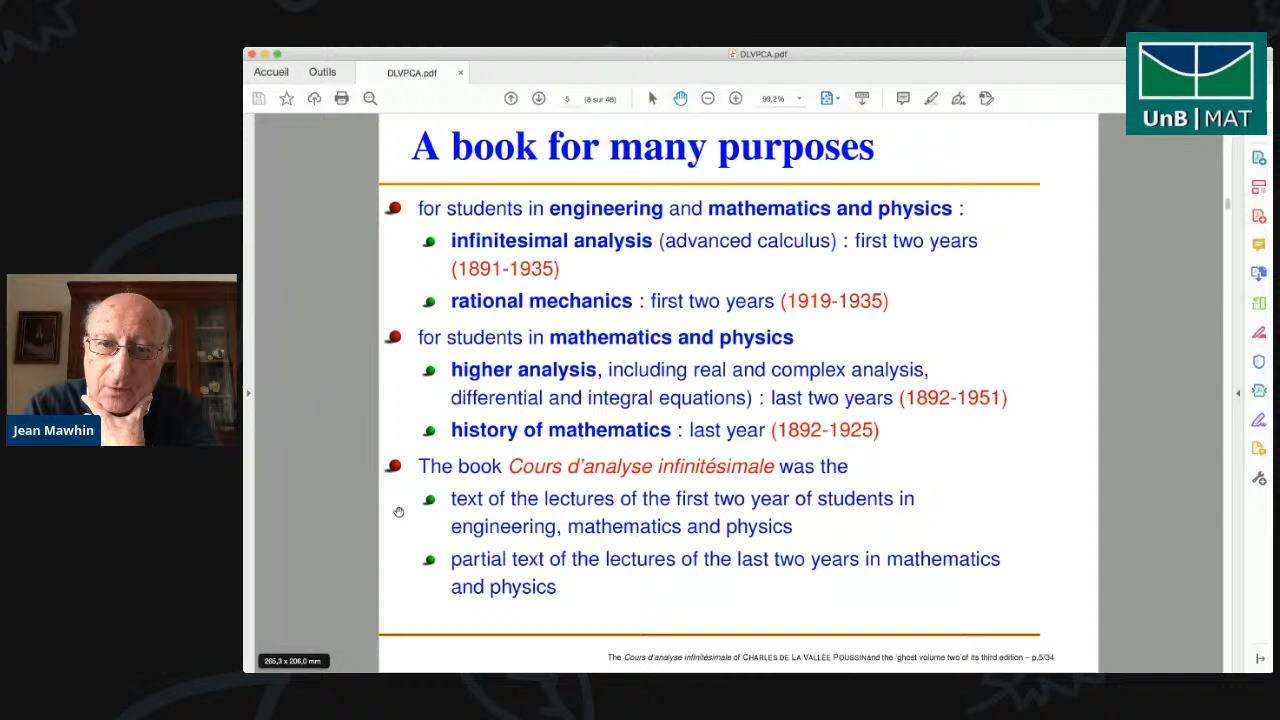 DLVPCA.pdf
Accueil Outils DLVPCA.pdf ×
5 (8 sur 46) 99,2%
UnB | MAT
A book for many purposes
for students in engineering and mathematics and physics :
infinitesimal analysis (advanced calculus) : first two years
(1891-1935)
rational mechanics : first two years (1919-1935)
for students in mathematics and physics
higher analysis, including real and complex analysis,
differential and integral equations) : last two years (1892-1951)
history of mathematics : last year (1892-1925)
The book Cours d'analyse infinitésimale was the
text of the lectures of the first two year of students in
engineering, mathematics and physics
partial text of the lectures of the last two years in mathematics
and physics
Jean Mawhin
265,3 x 206,0 mm
The Cours d'analyse infinitésimale of CHARLES DE LA VALLÉE POUSSINand the 'ghost volume two'of its third edition – p.5/34